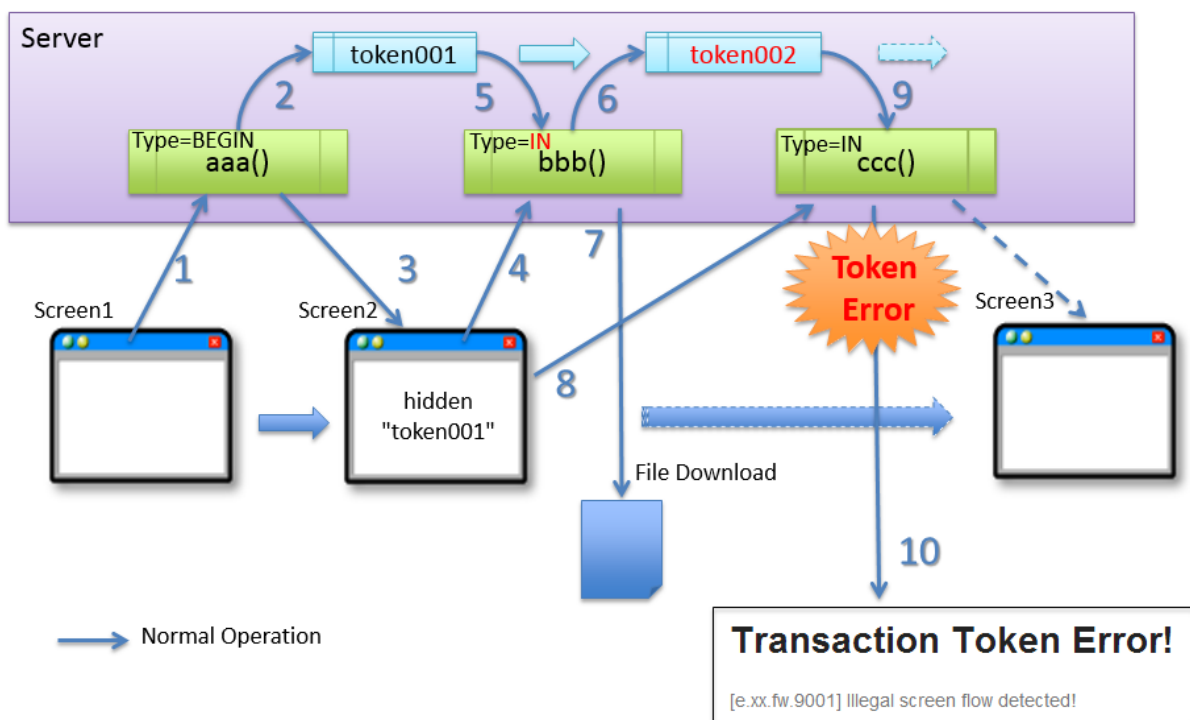 Server
token001
token002
2
5
6
9
Type=BEGIN
aaa()
Type=IN
bbb()
Type=IN
ccc()
1
3
4
7
8
Token
Error
Screen1
Screen2
Screen3
hidden
"token001"
File Download
10
Normal Operation
Transaction Token Error!
[e.xx.fw.9001] Illegal screen flow detected!